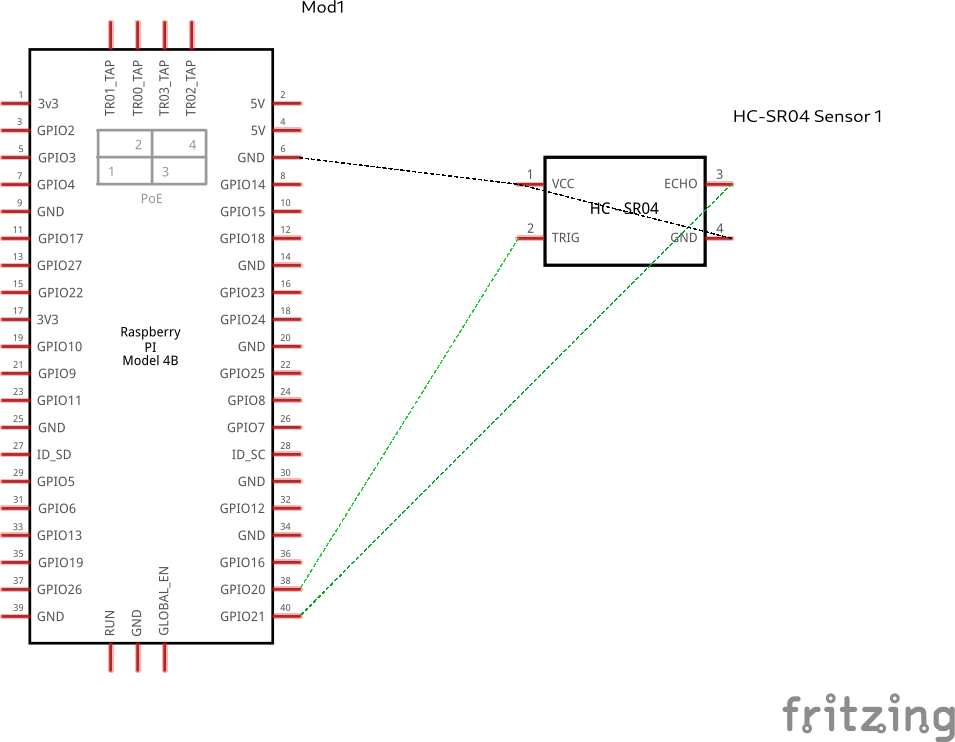 Mod1
TR01_TAP
TR00_TAP
TR03_TAP
TR02_TAP
1 3v3
3 GPIO2
5 GPIO3
7 GPIO4
9 GND
11 GPIO17
13 GPIO27
15 GPIO22
17 3V3
19 GPIO10
21 GPIO9
23 GPIO11
25 GND
27 ID_SD
29 GPIO5
31 GPIO6
33 GPIO13
35 GPIO19
37 GPIO26
39 GND
2 4
1 3
PoE
Raspberry
PI
Model 4B
5V 2
5V 4
GND 6
GPIO14 8
GPIO15 10
GPIO18 12
GND 14
GPIO23 16
GPIO24 18
GND 20
GPIO25 22
GPIO8 24
GPIO7 26
ID_SC 28
GND 30
GPIO12 32
GND 34
GPIO16 36
GPIO20 38
GPIO21 40
RUN
GND
GLOBAL_EN
HC-SR04 Sensor 1
1 VCC ECHO 3
HC - SR04
2 TRIG GND 4
fritzing